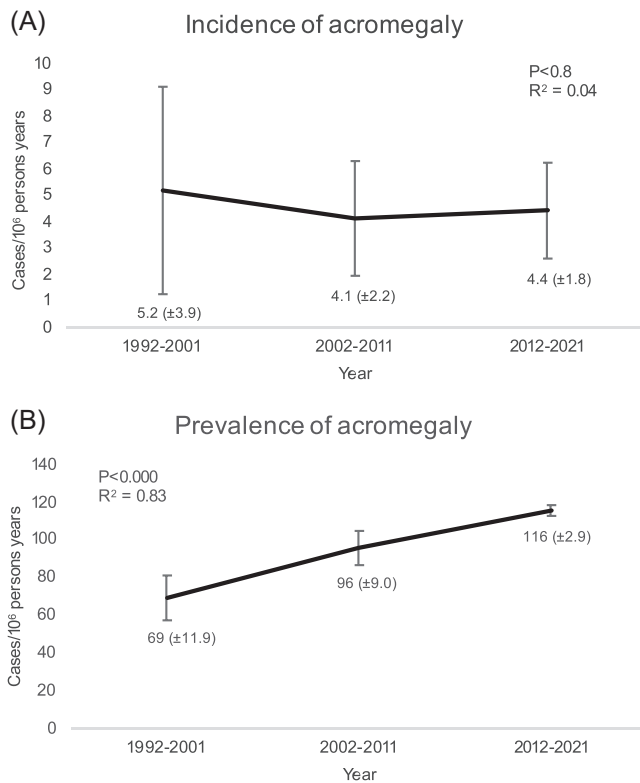 (A)
Incidence of acromegaly
P<0.8
R² = 0.04
Cases/10⁶ persons years
10
9
8
7
6
5
4
3
2
1
0
5.2 (±3.9)
4.1 (±2.2)
4.4 (±1.8)
1992-2001
2002-2011
2012-2021
Year
(B)
Prevalence of acromegaly
P<0.000
R² = 0.83
Cases/10⁶ persons years
140
120
100
80
60
40
20
0
69 (±11.9)
96 (±9.0)
116 (±2.9)
1992-2001
2002-2011
2012-2021
Year